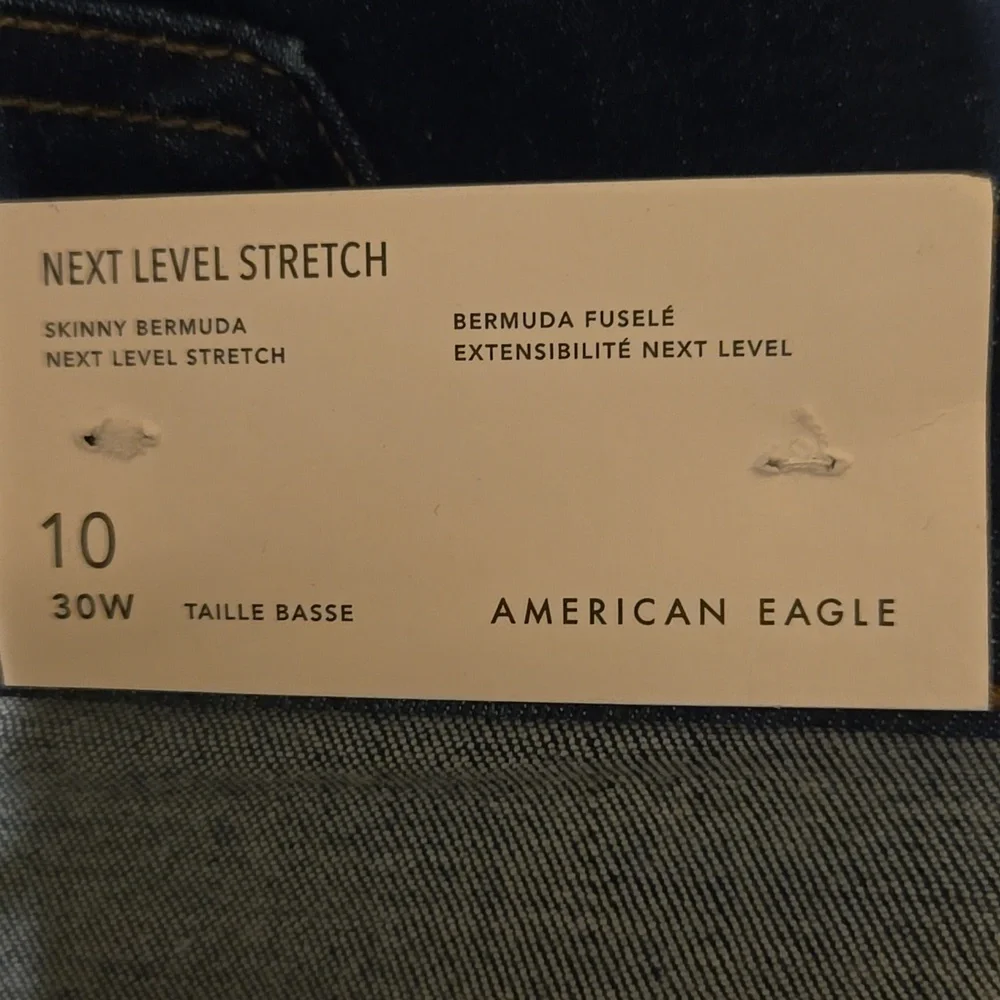 NEXT LEVEL STRETCH
SKINNY BERMUDA
NEXT LEVEL STRETCH
BERMUDA FUSELÉ
EXTENSIBILITÉ NEXT LEVEL
10
30W
TAILLE BASSE
AMERICAN EAGLE